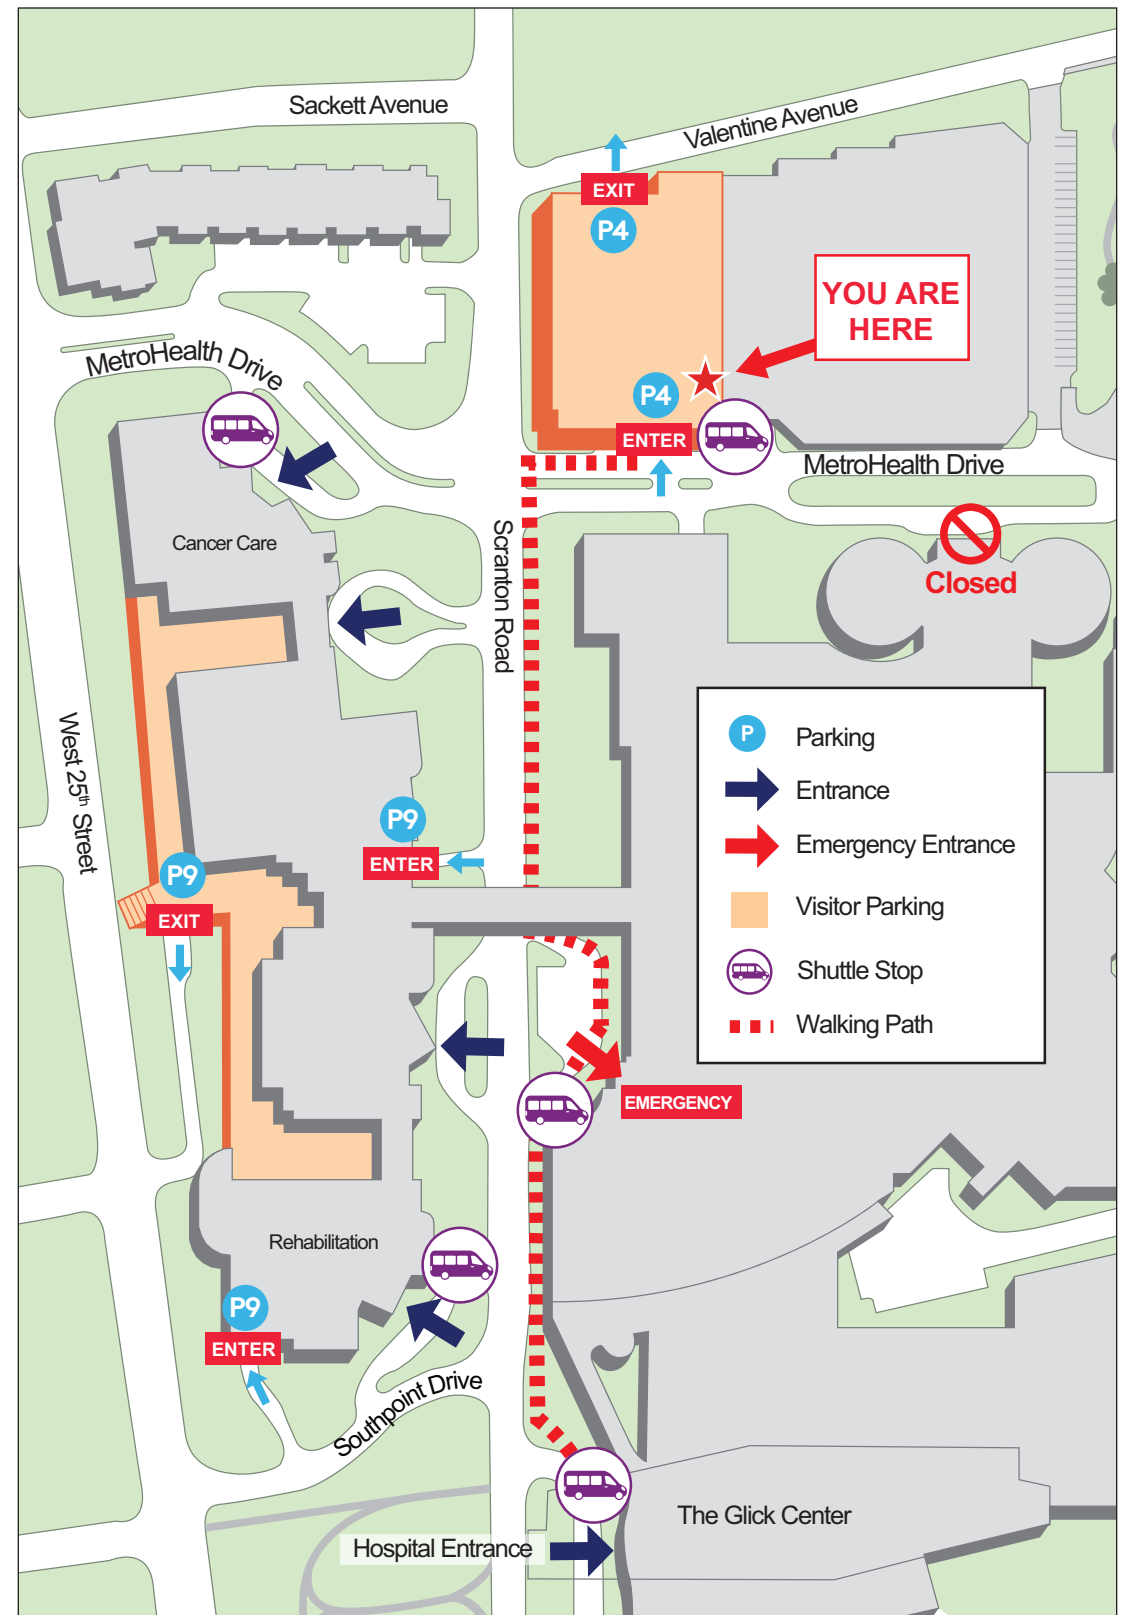 Sackett Avenue
Valentine Avenue
EXIT
P4
YOU ARE
HERE
MetroHealth Drive
P4
ENTER
MetroHealth Drive
Cancer Care
Scranton Road
Closed
West 25th Street
P
Parking
Entrance
Emergency Entrance
Visitor Parking
Shuttle Stop
Walking Path
P9
ENTER
P9
EXIT
EMERGENCY
Rehabilitation
P9
ENTER
Southpoint Drive
The Glick Center
Hospital Entrance